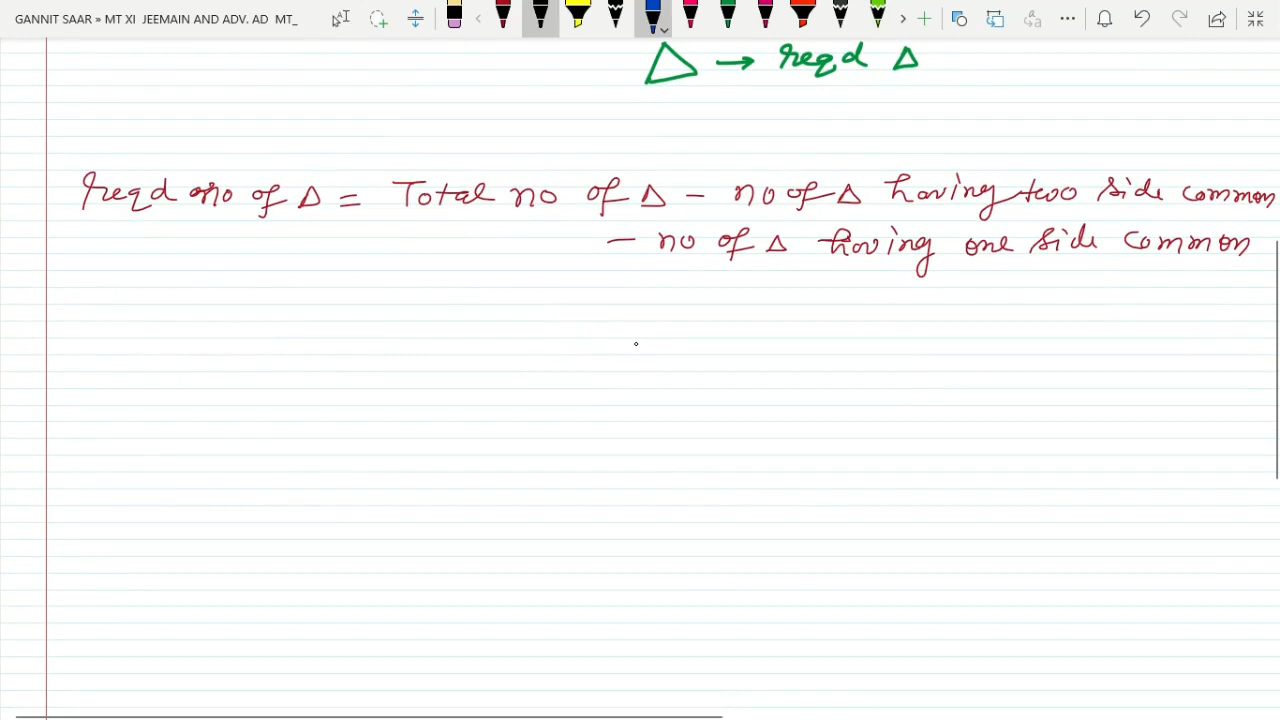 GANNIT SAAR » MT XI JEEMAIN AND ADV. AD MT_
△ → reqd △
reqd no of △ = Total no of △ - no of △ having two side common
- no of △ having one side common